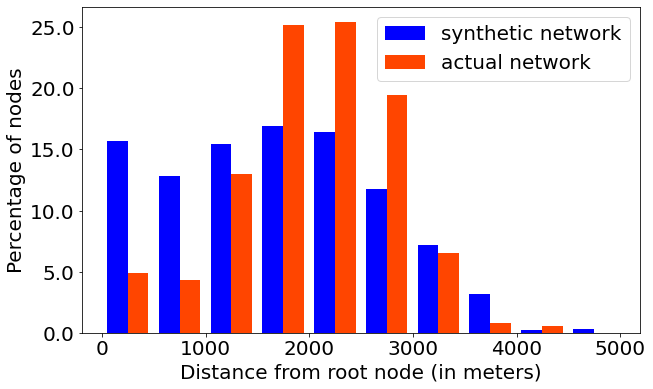 synthetic network
actual network
Percentage of nodes
25.0
20.0
15.0
10.0
5.0
0.0
0 1000 2000 3000 4000 5000
Distance from root node (in meters)